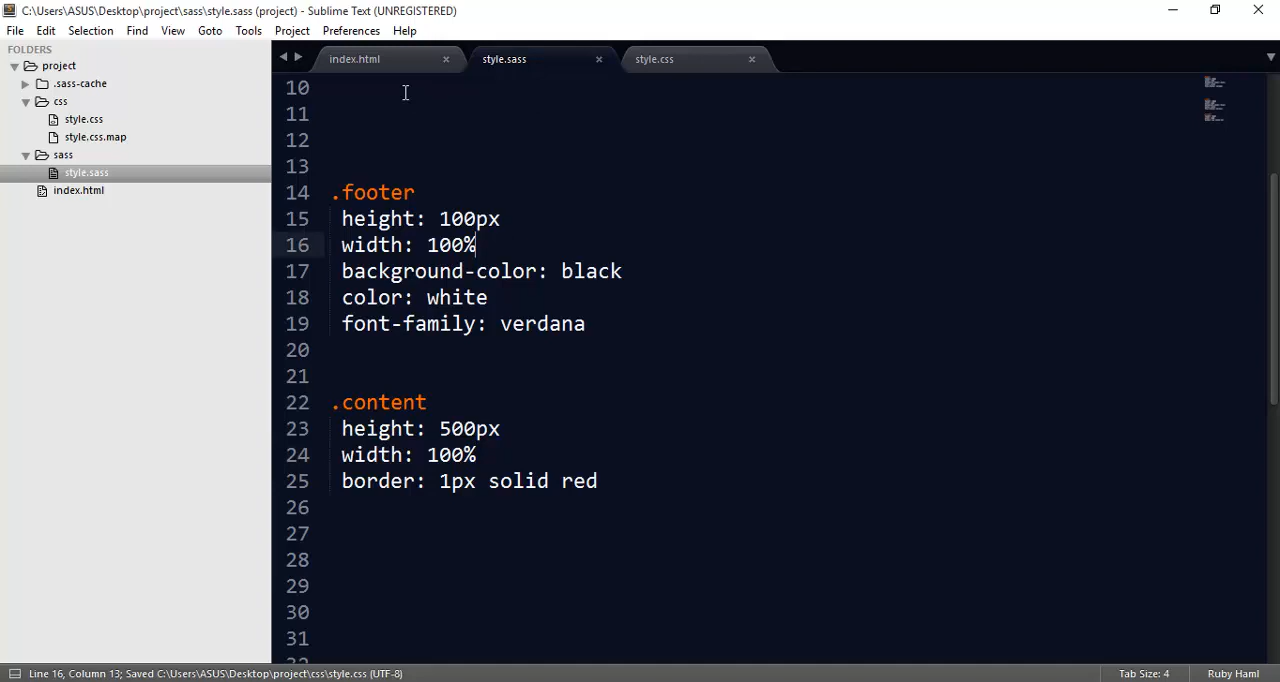 C:\Users\ASUS\Desktop\project\sass\style.sass (project) - Sublime Text (UNREGISTERED)
File Edit Selection Find View Goto Tools Project Preferences Help
FOLDERS
project
.sass-cache
css
style.css
style.css.map
sass
style.sass
index.html
index.html style.sass style.css
10
11
12
13
14 .footer
15 height: 100px
16 width: 100%
17 background-color: black
18 color: white
19 font-family: verdana
20
21
22 .content
23 height: 500px
24 width: 100%
25 border: 1px solid red
26
27
28
29
30
31
Line 16, Column 13; Saved C:\Users\ASUS\Desktop\project\css\style.css (UTF-8) Tab Size: 4 Ruby Haml